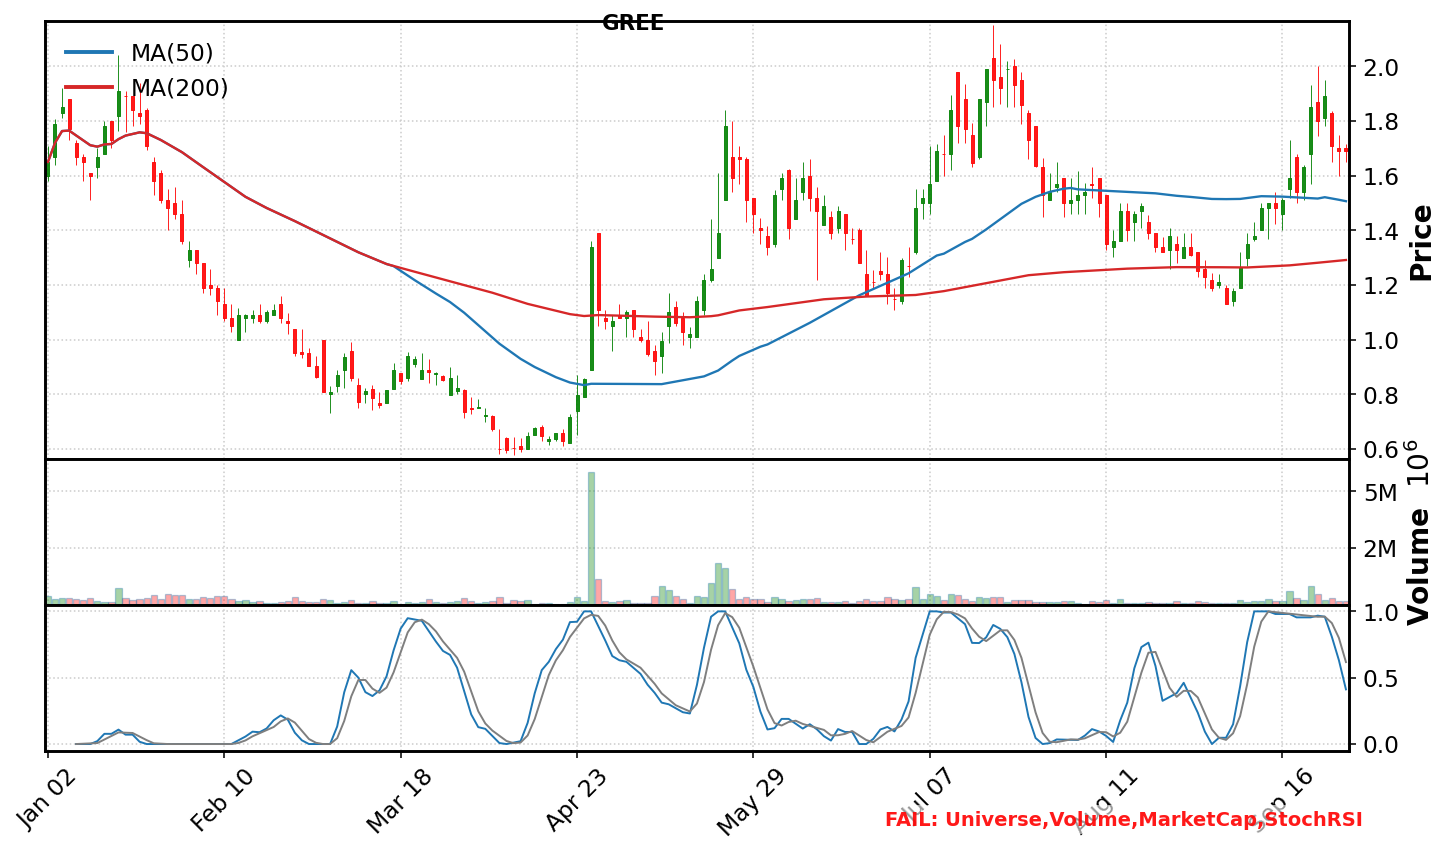 GREE
MA(50)
MA(200)
2.0
1.8
1.6
1.4
1.2
1.0
0.8
0.6
Price
5M
2M
Volume 10^6
1.0
0.5
0.0
Jan 02
Feb 10
Mar 18
Apr 23
May 29
Jul 07
Aug 11
Sep 16
FAIL: Universe,Volume,MarketCap,StochRSI